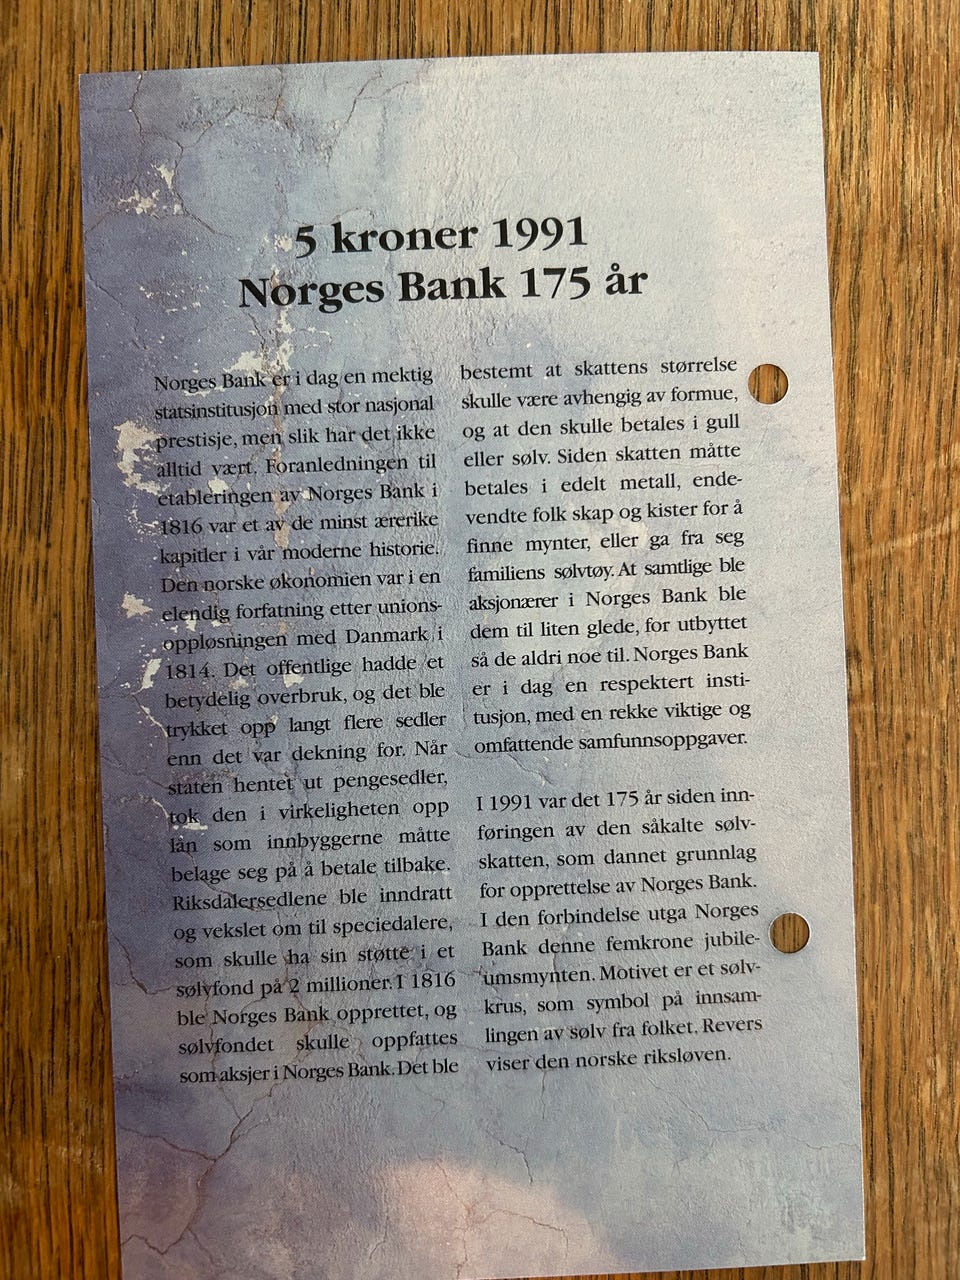 5 kroner 1991
Norges Bank 175 år
Norges Bank er i dag en mektig
statsinstitusjon med stor nasjonal
prestisje, men slik har det ikke
alltid vært. Foranledningen til
etableringen av Norges Bank i
1816 var et av de minst ærerike
kapitler i vår moderne historie.
Den norske økonomien var i en
elendig forfatning etter unions-
oppløsningen med Danmark i
1814. Det offentlige hadde et
betydelig overbruk, og det ble
trykket opp langt flere sedler
enn det var dekning for. Når
staten hentet ut pengesedler,
tok den i virkeligheten opp
lån som innbyggerne måtte
belage seg på å betale tilbake.
Riksdalersedlene ble inndratt
og vekslet om til speciedalere,
som skulle ha sin støtte i et
sølvfond på 2 millioner. I 1816
ble Norges Bank opprettet, og
sølvfondet skulle oppfattes
som aksjer i Norges Bank. Det ble
bestemt at skattens størrelse
skulle være avhengig av formue,
og at den skulle betales i gull
eller sølv. Siden skatten måtte
betales i edelt metall, ende-
vendte folk skap og kister for å
finne mynter, eller ga fra seg
familiens sølvtøy. At samtlige ble
aksjonærer i Norges Bank ble
dem til liten glede, for utbyttet
så de aldri noe til. Norges Bank
er i dag en respektert insti-
tusjon, med en rekke viktige og
omfattende samfunnsoppgaver.
I 1991 var det 175 år siden inn-
føringen av den såkalte sølv-
skatten, som dannet grunnlag
for opprettelse av Norges Bank.
I den forbindelse utga Norges
Bank denne femkrone jubile-
umsmynten. Motivet er et sølv-
krus, som symbol på innsam-
lingen av sølv fra folket. Revers
viser den norske riksløven.